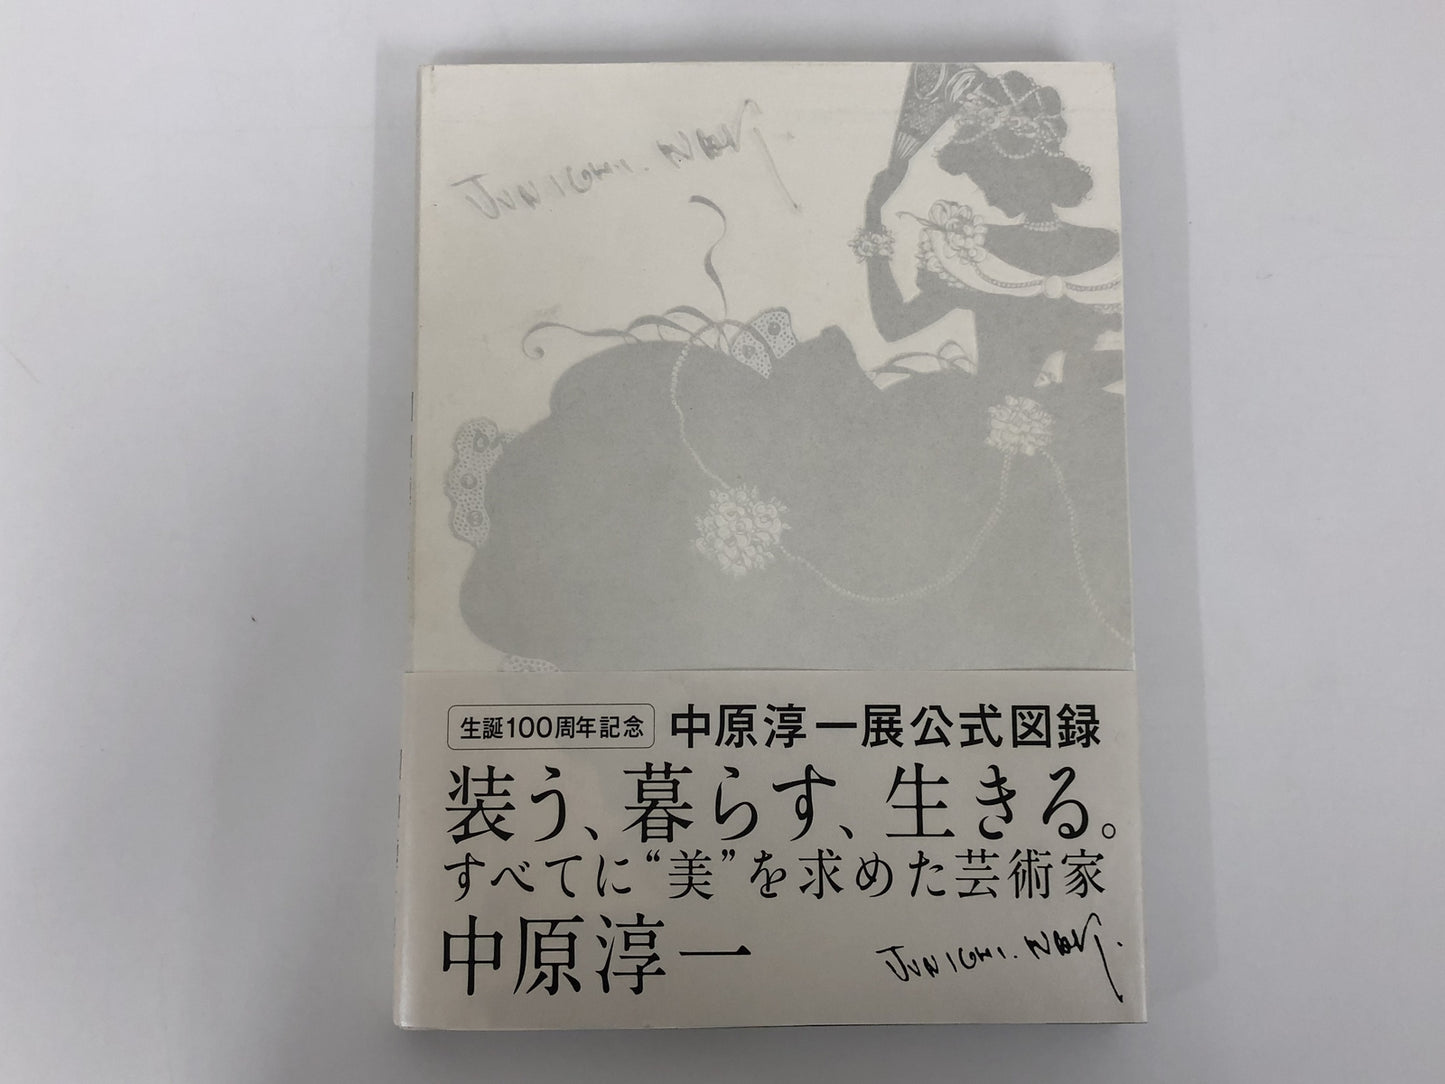 JUNICHI. NAK
生誕100周年記念 中原淳一展公式図録
装う、暮らす、生きる。
すべてに“美”を求めた芸術家
中原淳一
JUNICHI. NAK